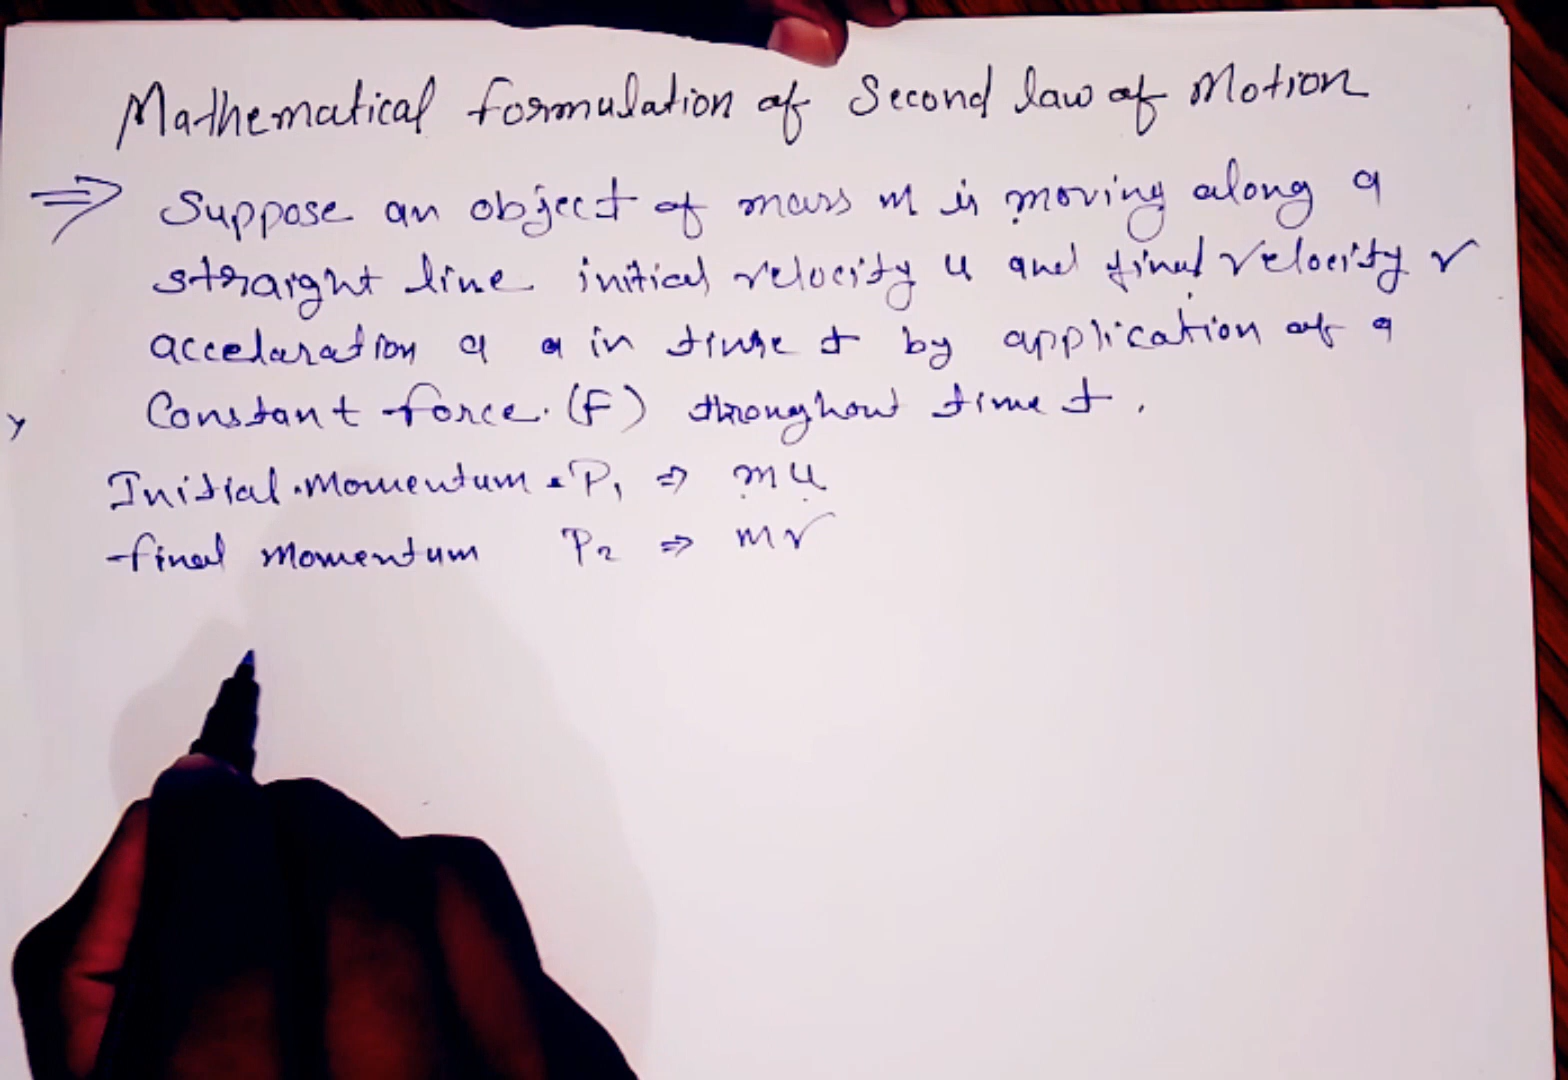 Mathematical formulation of Second law of Motion
⇒ Suppose an object of mass m is moving along a
straight line initial velocity u and final velocity v
accelaration a a in time t by application of a
Constant force. (F) throughout time t.
Initial Momentum = P₁ ⇒ mu
final Momentum P₂ ⇒ mv